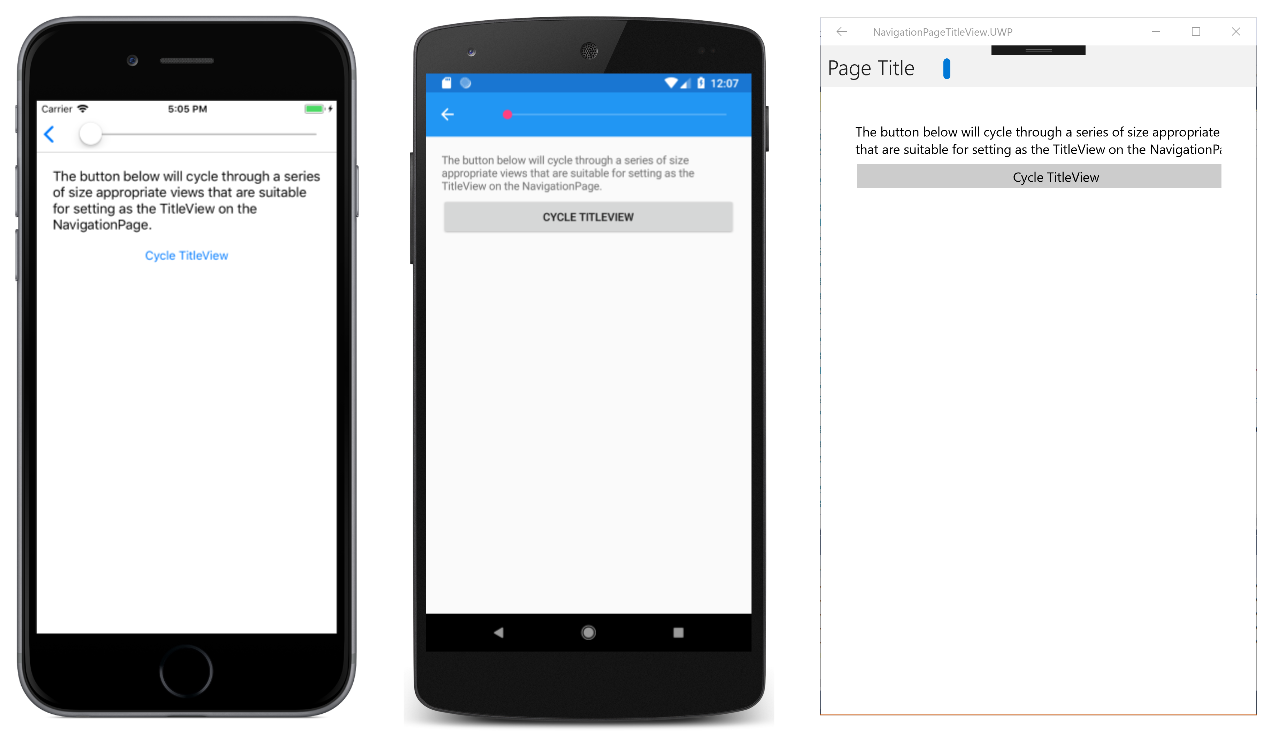 Carrier
5:05 PM
The button below will cycle through a series
of size appropriate views that are suitable
for setting as the TitleView on the
NavigationPage.
Cycle TitleView
12:07
The button below will cycle through a series of size
appropriate views that are suitable for setting as the
TitleView on the NavigationPage.
CYCLE TITLEVIEW
NavigationPageTitleView.UWP
Page Title
The button below will cycle through a series of size appropriate
that are suitable for setting as the TitleView on the NavigationPa
Cycle TitleView